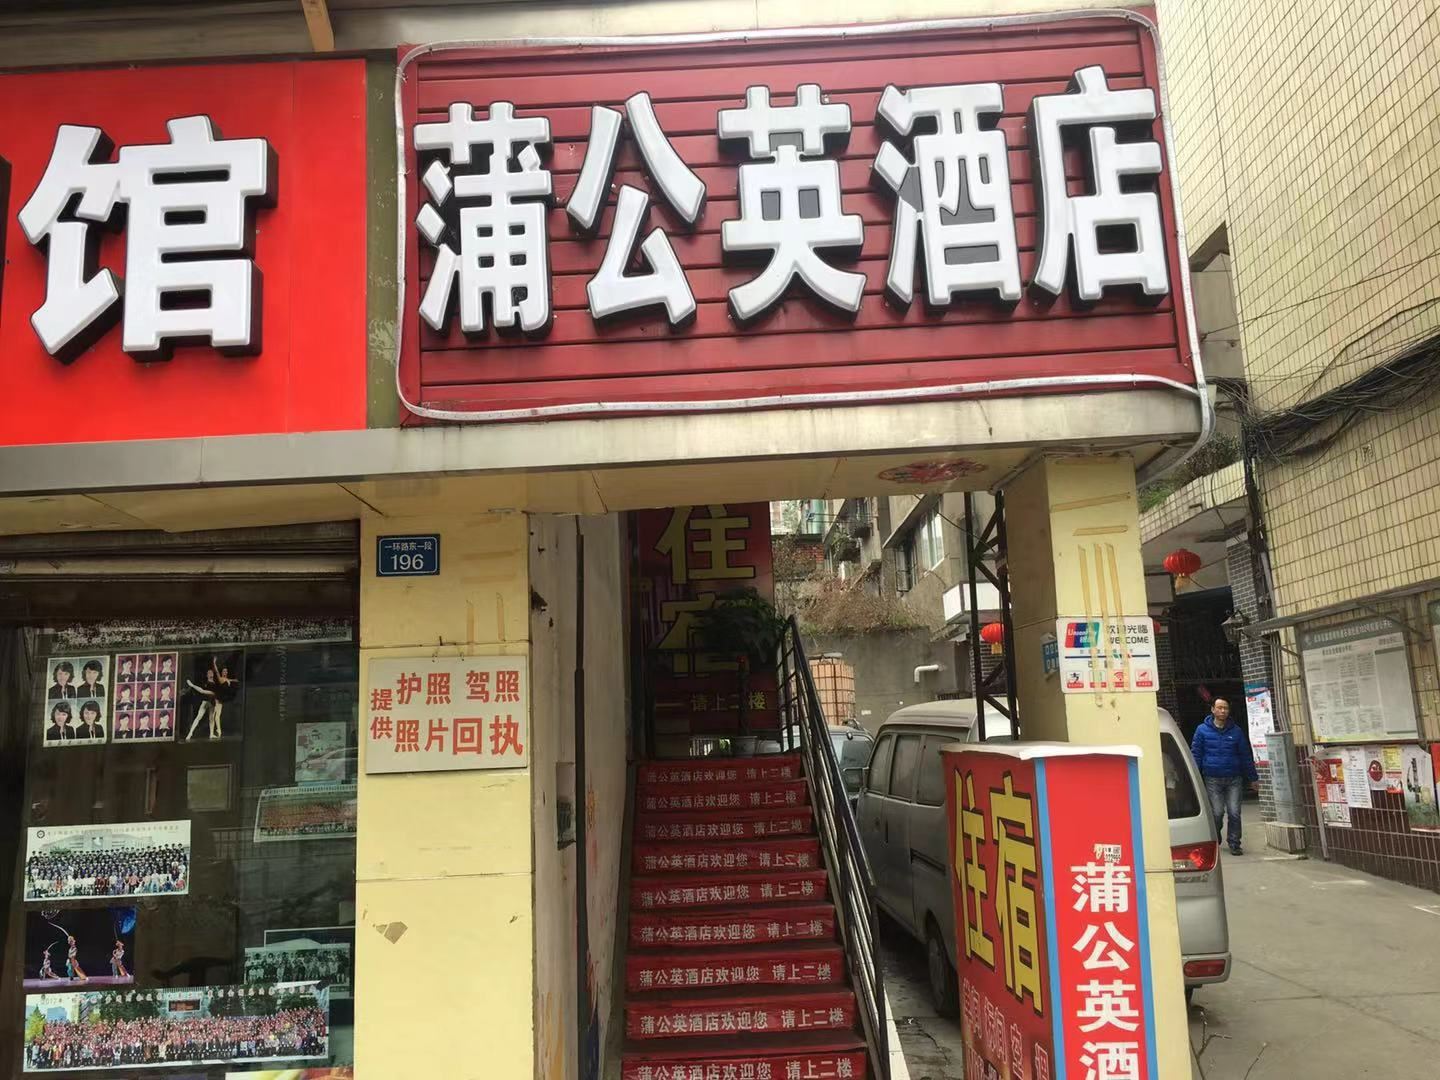 馆
蒲公英酒店
一环路东一段
196
住
宿
请上二楼
提供
护照 驾照
照片 回执
UnionPay
银联
欢迎光临
WELCOME
蒲公英酒店欢迎您 请上二楼
蒲公英酒店欢迎您 请上二楼
蒲公英酒店欢迎您 请上二楼
蒲公英酒店欢迎您 请上二楼
蒲公英酒店欢迎您 请上二楼
蒲公英酒店欢迎您 请上二楼
蒲公英酒店欢迎您 请上二楼
蒲公英酒店欢迎您 请上二楼
蒲公英酒店欢迎您 请上二楼
住宿
蒲公英酒